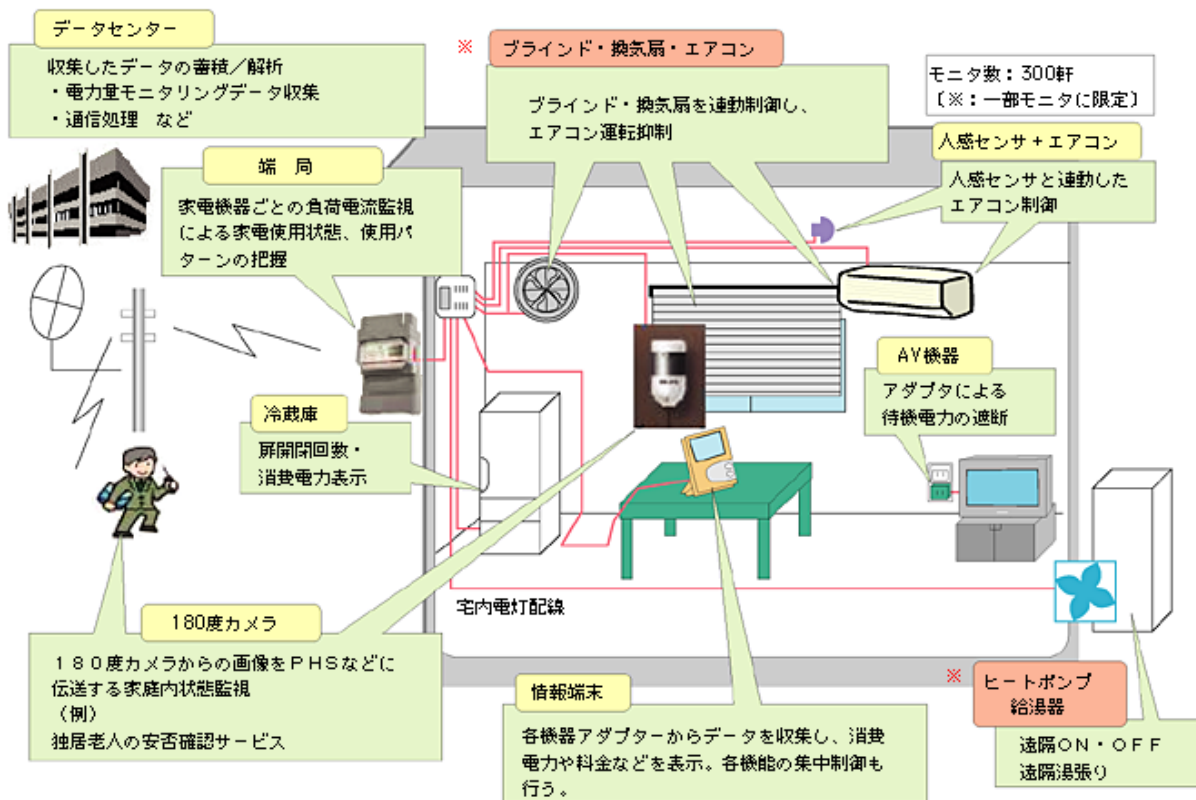 データセンター
収集したデータの蓄積／解析
・電力量モニタリングデータ収集
・通信処理　など
※
ブラインド・換気扇・エアコン
ブラインド・換気扇を連動制御し、
エアコン運転抑制
モニタ数：300軒
〔※：一部モニタに限定〕
人感センサ＋エアコン
人感センサと連動した
エアコン制御
端　局
家電機器ごとの負荷電流監視
による家電使用状態、使用パ
ターンの把握
AV機器
アダプタによる
待機電力の遮断
冷蔵庫
扉開閉回数・
消費電力表示
宅内電灯配線
180度カメラ
１８０度カメラからの画像をＰＨＳなどに
伝送する家庭内状態監視
（例）
独居老人の安否確認サービス
情報端末
各機器アダプターからデータを収集し、消費
電力や料金などを表示。各機能の集中制御も
行う。
※
ヒートポンプ
給湯器
遠隔ＯＮ・ＯＦＦ
遠隔湯張り